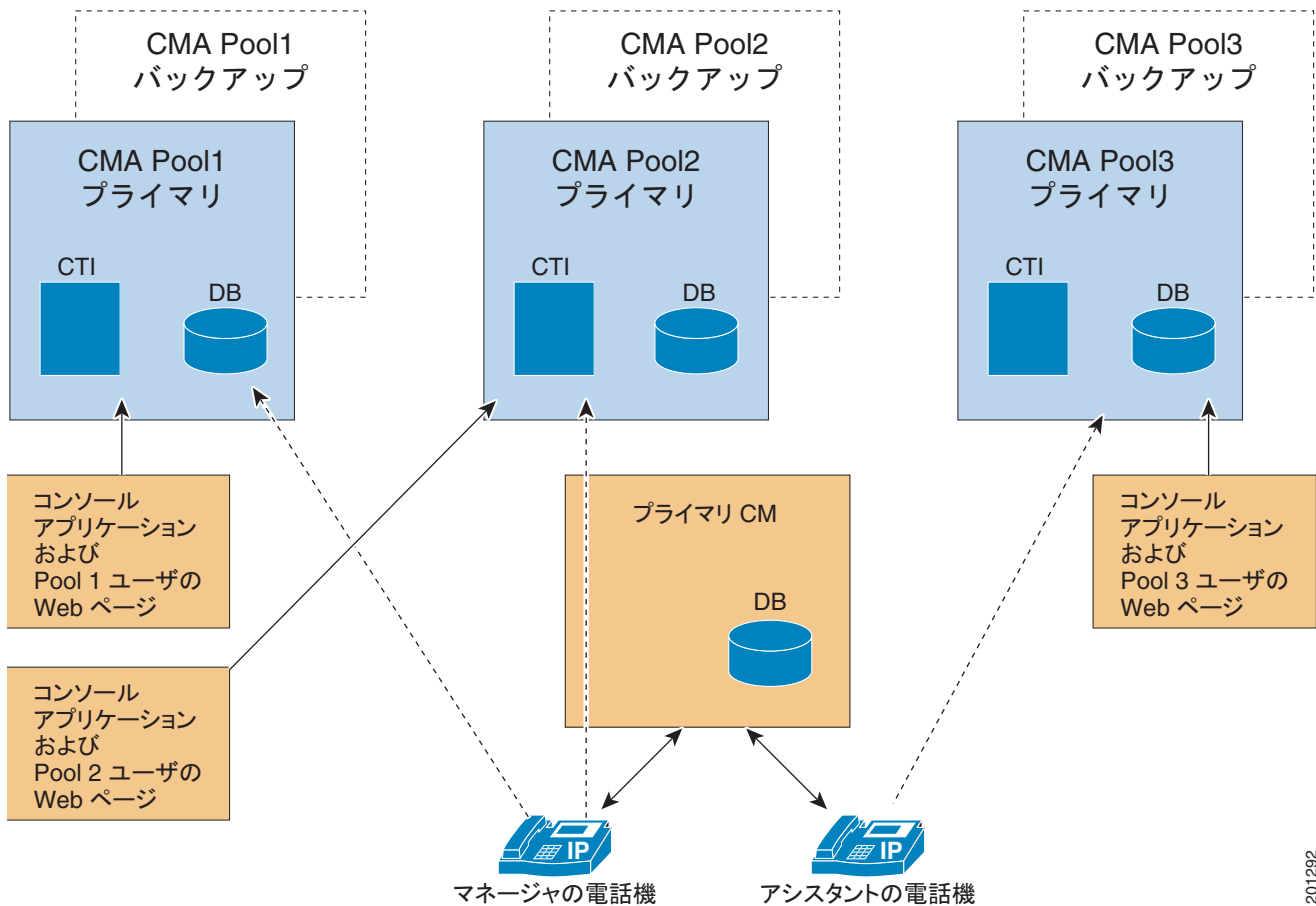 CMA Pool1
バックアップ
CMA Pool2
バックアップ
CMA Pool3
バックアップ
CMA Pool1
プライマリ
CTI
DB
CMA Pool2
プライマリ
CTI
DB
CMA Pool3
プライマリ
CTI
DB
コンソール
アプリケーション
および
Pool 1 ユーザの
Web ページ
プライマリ CM
DB
コンソール
アプリケーション
および
Pool 3 ユーザの
Web ページ
コンソール
アプリケーション
および
Pool 2 ユーザの
Web ページ
IP
マネージャの電話機
IP
アシスタントの電話機
201292